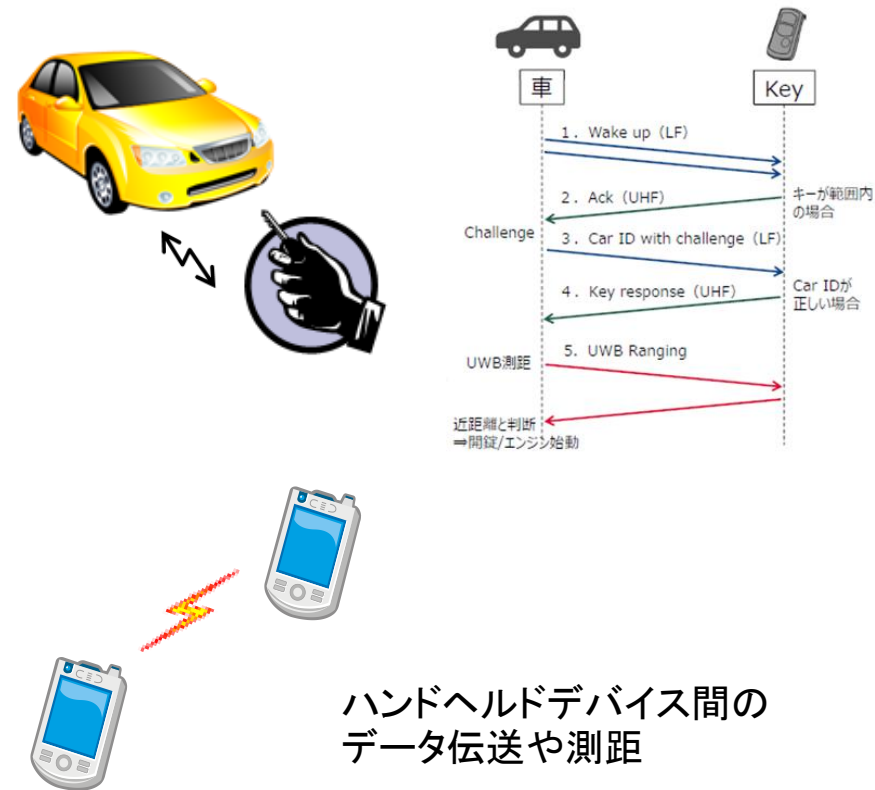 車
Key
1. Wake up (LF)
2. Ack (UHF)
キーが範囲内
の場合
Challenge
3. Car ID with challenge (LF)
4. Key response (UHF)
Car IDが
正しい場合
5. UWB Ranging
UWB測距
近距離と判断
⇒開錠/エンジン始動
ハンドヘルドデバイス間の
データ伝送や測距